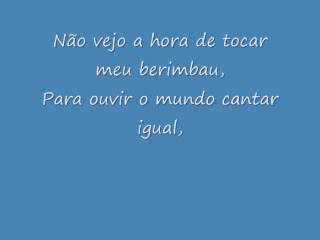 Não vejo a hora de tocar
meu berimbau,
Para ouvir o mundo cantar
igual,